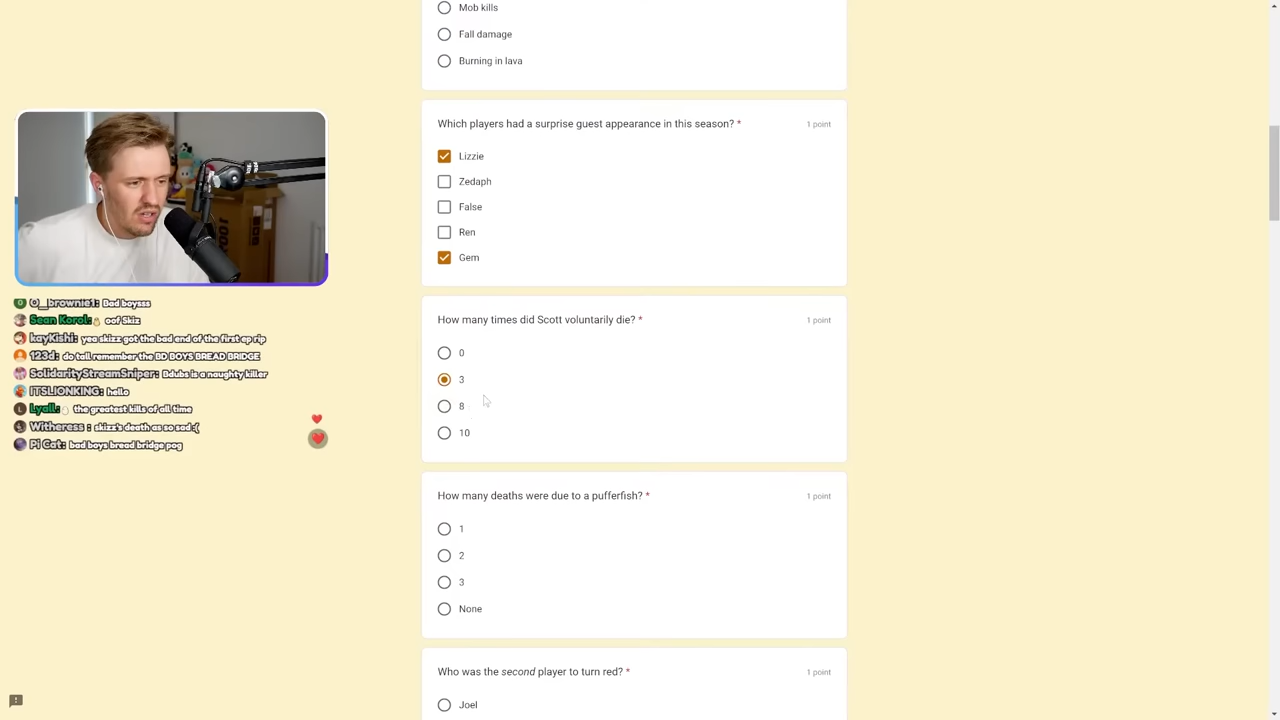 Mob kills
Fall damage
Burning in lava
Which players had a surprise guest appearance in this season? *
1 point
Lizzie
Zedaph
False
Ren
Gem
How many times did Scott voluntarily die? *
1 point
0
3
8
10
How many deaths were due to a pufferfish? *
1 point
1
2
3
None
Who was the second player to turn red? *
1 point
Joel
O__brownie1: Bad boysss
Sean Korol: oof Skiz
kayKishi: yea skizz got the bad end of the first ep rip
123d: do tall remember the BD BOYS BREAD BRIDGE
SolidarityStreamSniper: Bdubs is a naughty killer
ITSLIONKING: hello
Lyall: the greatest kills of all time
Witheress: skizz's death as so sad :(
Pi Cat: bad boys bread bridge pog